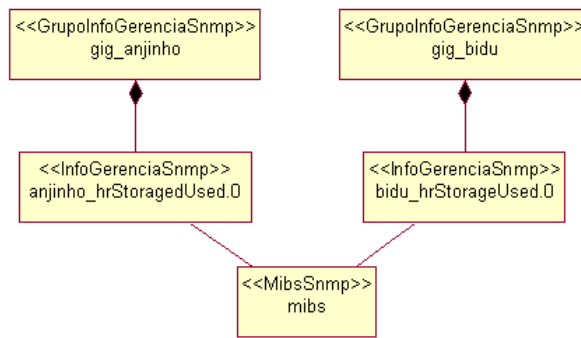 <<GrupoInfoGerenciaSnmp>>
gig_anjinho
<<GrupoInfoGerenciaSnmp>>
gig_bidu
<<InfoGerenciaSnmp>>
anjinho_hrStoragedUsed.0
<<InfoGerenciaSnmp>>
bidu_hrStorageUsed.0
<<MibsSnmp>>
mibs